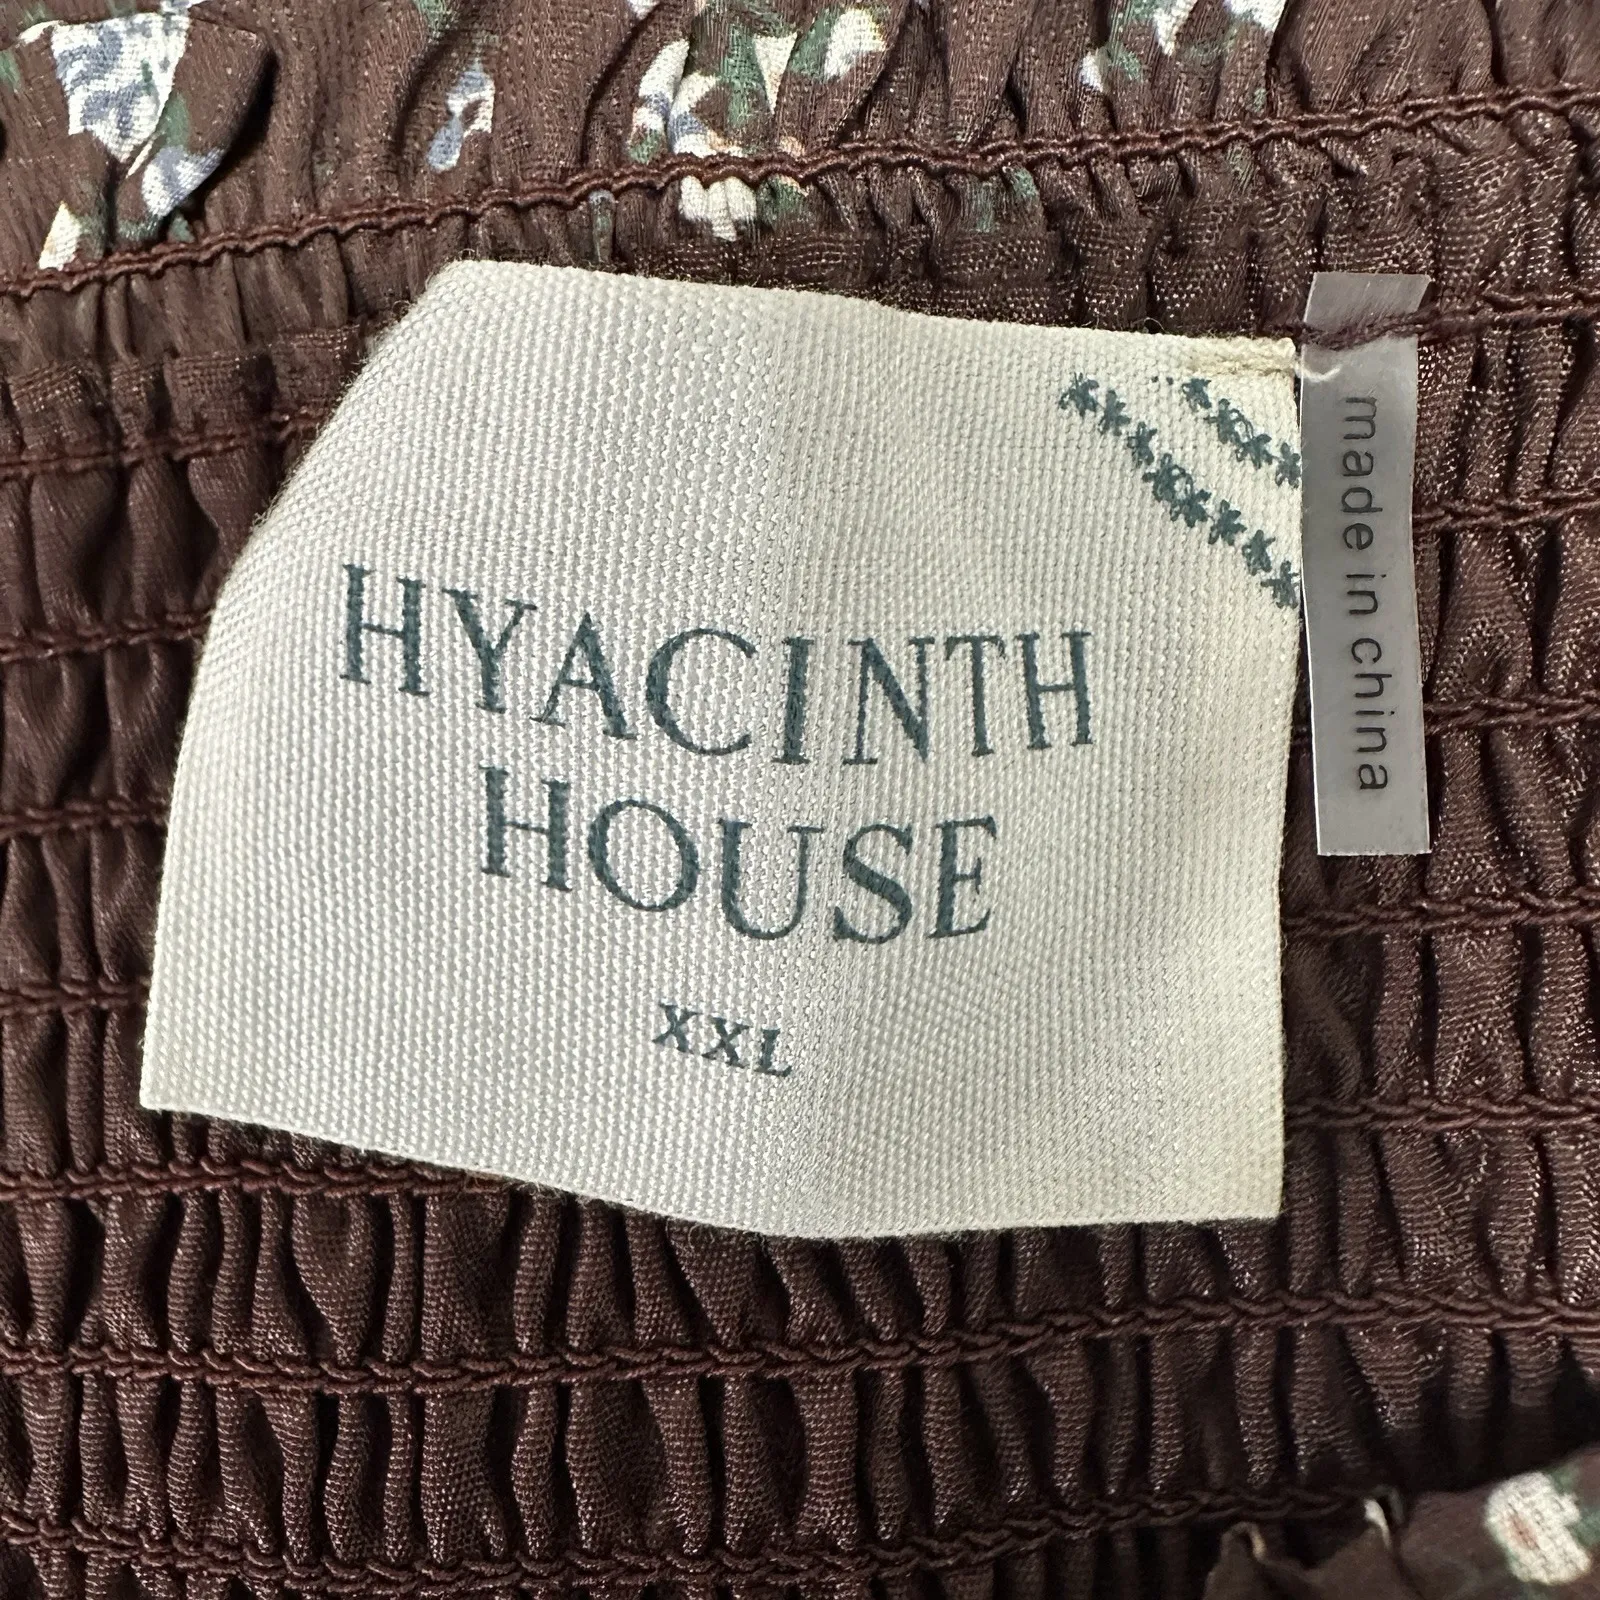 HYACINTH
HOUSE
XXL
made in china